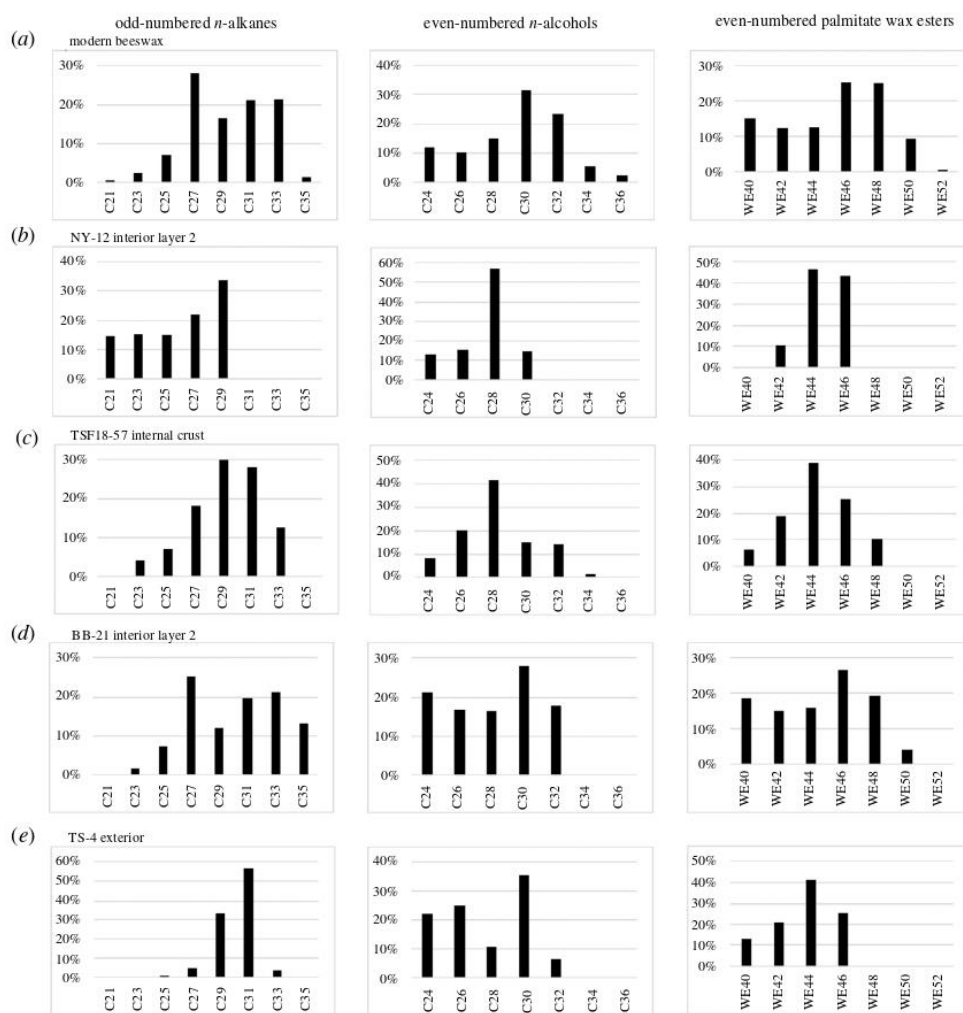 odd-numbered n-alkanes
even-numbered n-alcohols
even-numbered palmitate wax esters
(a)
modern beeswax
30%
20%
10%
0%
C21
C23
C25
C27
C29
C31
C33
C35
40%
30%
20%
10%
0%
C24
C26
C28
C30
C32
C34
C36
30%
20%
10%
0%
WE40
WE42
WE44
WE46
WE48
WE50
WE52
(b)
NY-12 interior layer 2
40%
30%
20%
10%
0%
C21
C23
C25
C27
C29
C31
C33
C35
60%
50%
40%
30%
20%
10%
0%
C24
C26
C28
C30
C32
C34
C36
50%
40%
30%
20%
10%
0%
WE40
WE42
WE44
WE46
WE48
WE50
WE52
(c)
TSF18-57 internal crust
30%
20%
10%
0%
C21
C23
C25
C27
C29
C31
C33
C35
50%
40%
30%
20%
10%
0%
C24
C26
C28
C30
C32
C34
C36
40%
30%
20%
10%
0%
WE40
WE42
WE44
WE46
WE48
WE50
WE52
(d)
BB-21 interior layer 2
30%
20%
10%
0%
C21
C23
C25
C27
C29
C31
C33
C35
30%
20%
10%
0%
C24
C26
C28
C30
C32
C34
C36
30%
20%
10%
0%
WE40
WE42
WE44
WE46
WE48
WE50
WE52
(e)
TS-4 exterior
60%
50%
40%
30%
20%
10%
0%
C21
C23
C25
C27
C29
C31
C33
C35
40%
30%
20%
10%
0%
C24
C26
C28
C30
C32
C34
C36
50%
40%
30%
20%
10%
0%
WE40
WE42
WE44
WE46
WE48
WE50
WE52